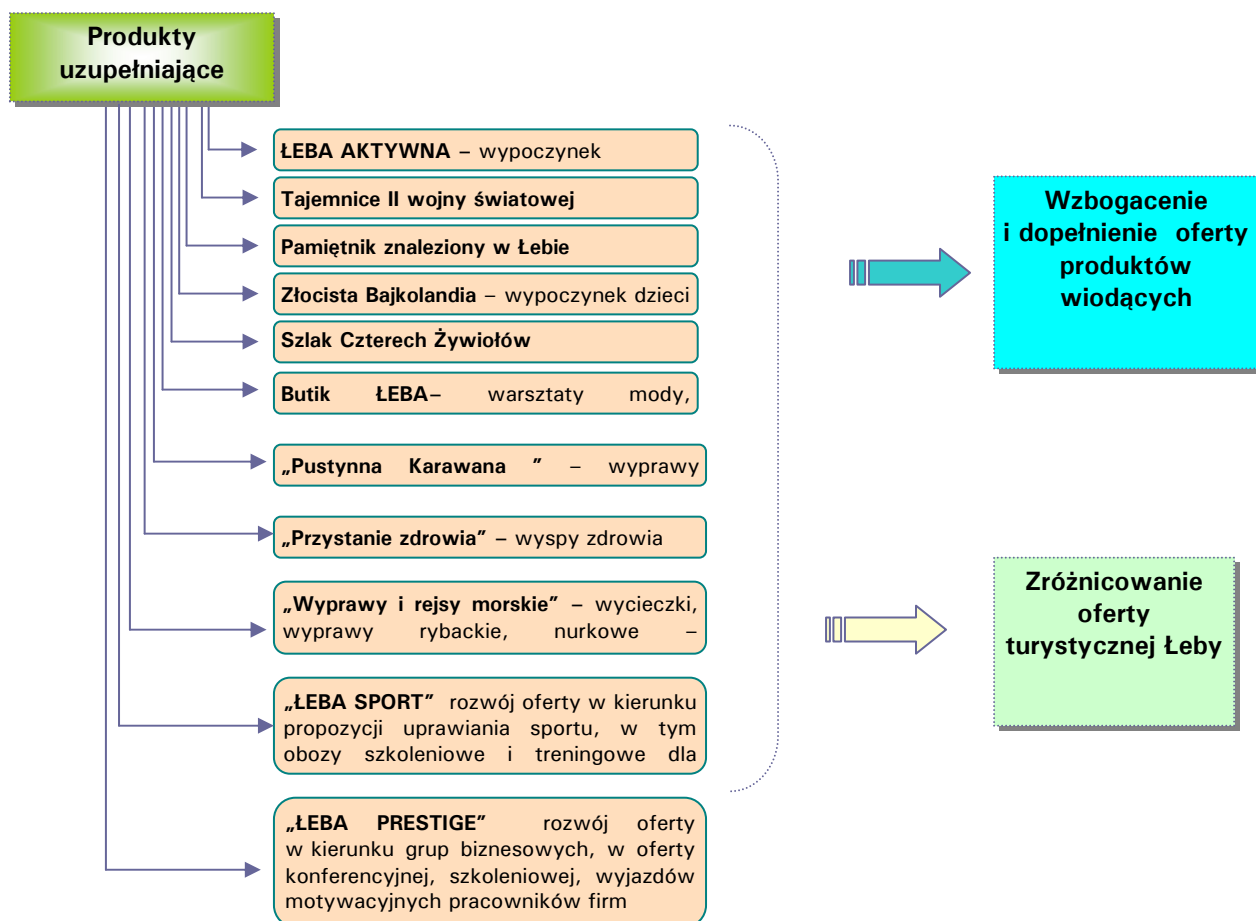 Produkty
uzupełniające
ŁEBA AKTYWNA – wypoczynek
Tajemnice II wojny światowej
Pamiętnik znaleziony w Łebie
Złocista Bajkolandia – wypoczynek dzieci
Szlak Czterech Żywiołów
Butik ŁEBA– warsztaty mody,
„Pustynna Karawana ” – wyprawy
„Przystanie zdrowia” – wyspy zdrowia
„Wyprawy i rejsy morskie” – wycieczki,
wyprawy rybackie, nurkowe –
„ŁEBA SPORT” rozwój oferty w kierunku
propozycji uprawiania sportu, w tym
obozy szkoleniowe i treningowe dla
„ŁEBA PRESTIGE” rozwój oferty
w kierunku grup biznesowych, w oferty
konferencyjnej, szkoleniowej, wyjazdów
motywacyjnych pracowników firm
Wzbogacenie
i dopełnienie oferty
produktów
wiodących
Zróżnicowanie
oferty
turystycznej Łeby